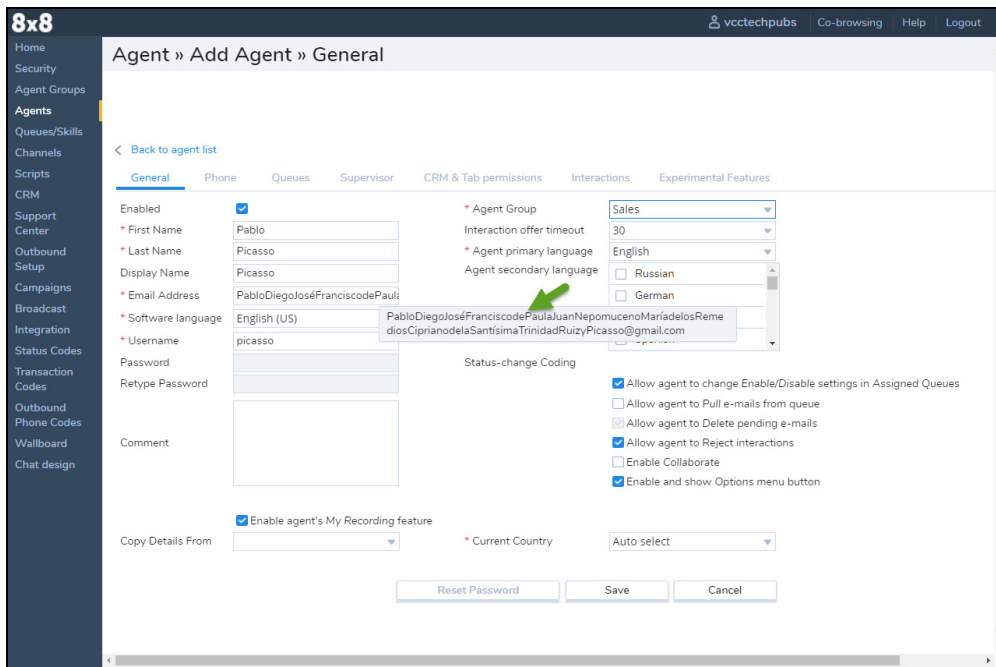 8x8
vcctechpubs Co-browsing Help Logout
Home
Security
Agent Groups
Agents
Queues/Skills
Channels
Scripts
CRM
Support
Center
Outbound
Setup
Campaigns
Broadcast
Integration
Status Codes
Transaction
Codes
Outbound
Phone Codes
Wallboard
Chat design
Agent » Add Agent » General
Back to agent list
General Phone Queues Supervisor CRM & Tab permissions Interactions Experimental Features
Enabled
* First Name Pablo
* Last Name Picasso
Display Name Picasso
* Email Address PabloDiegoJoséFranciscodePaula
* Software language English (US)
* Username picasso
Password
Retype Password
Comment
Enable agent's My Recording feature
Copy Details From
* Agent Group Sales
Interaction offer timeout 30
* Agent primary language English
Agent secondary language Russian
German
PabloDiegoJoséFranciscodePaulaJuanNepomucenoMaríadelosReme
diosCiprianodelaSantísimaTrinidadRuizyPicasso@gmail.com
Status-change Coding
Allow agent to change Enable/Disable settings in Assigned Queues
Allow agent to Pull e-mails from queue
Allow agent to Delete pending e-mails
Allow agent to Reject interactions
Enable Collaborate
Enable and show Options menu button
* Current Country Auto select
Reset Password Save Cancel